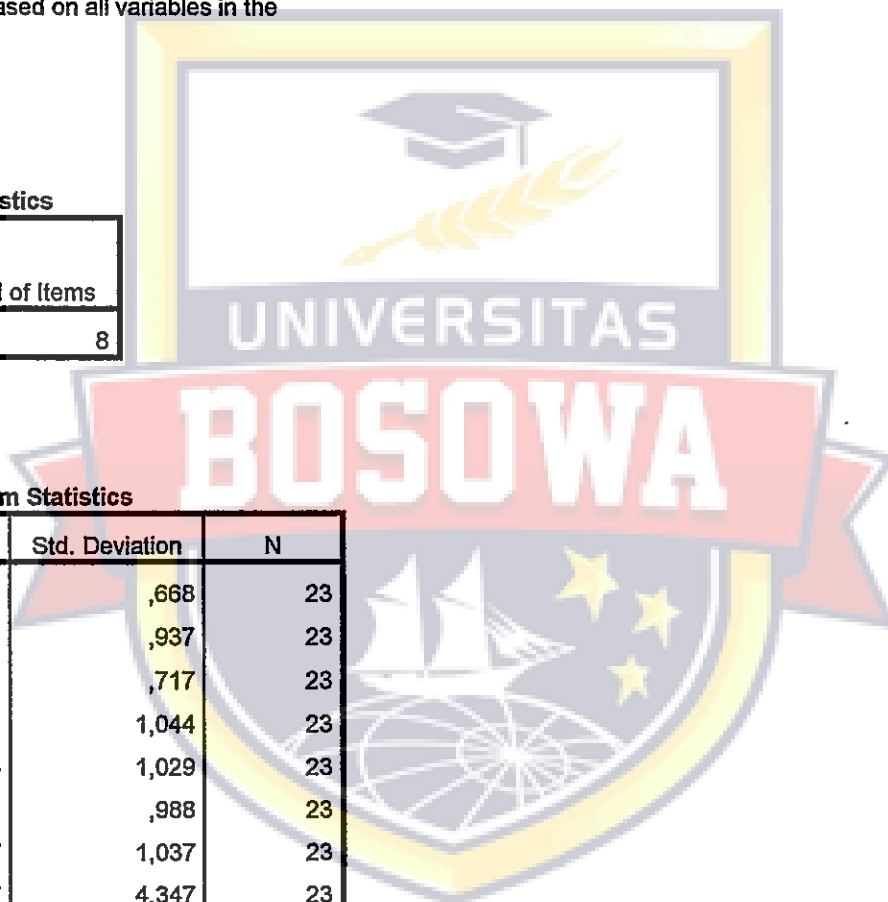 ased on all variables in the
stics
of Items
8
UNIVERSITAS
BOSOWA
m Statistics
Std. Deviation N
,668 23
,937 23
,717 23
1,044 23
1,029 23
,988 23
1,037 23
4,347 23